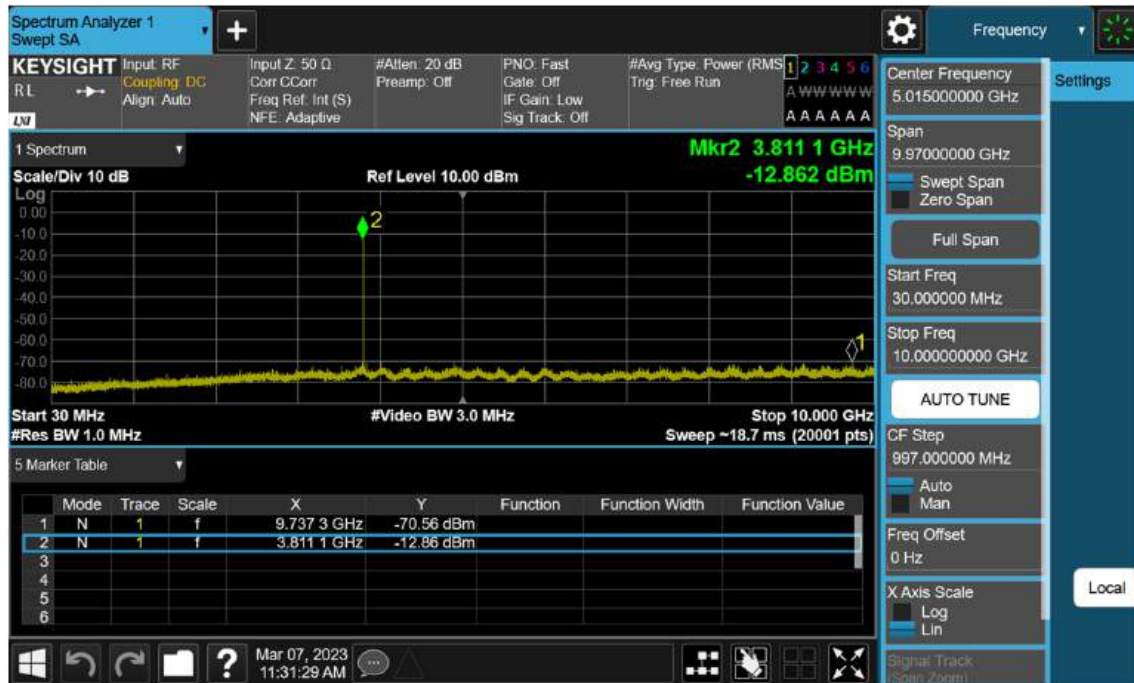 Spectrum Analyzer 1
Swept SA
+
Frequency
KEYSIGHT
RL
LXI
Input: RF
Coupling: DC
Align: Auto
Input Z: 50 Ω
Corr CCorr
Freq Ref: Int (S)
NFE: Adaptive
#Atten: 20 dB
Preamp: Off
PNO: Fast
Gate: Off
IF Gain: Low
Sig Track: Off
#Avg Type: Power (RMS
Trig: Free Run
1 2 3 4 5 6
A W W W W W
A A A A A A
1 Spectrum
Mkr2 3.811 1 GHz
Scale/Div 10 dB
Ref Level 10.00 dBm
-12.862 dBm
Log
0.00
-10.0
-20.0
-30.0
-40.0
-50.0
-60.0
-70.0
-80.0
2
1
Start 30 MHz
#Video BW 3.0 MHz
Stop 10.000 GHz
#Res BW 1.0 MHz
Sweep ~18.7 ms (20001 pts)
5 Marker Table
Mode Trace Scale X Y Function Function Width Function Value
1 N 1 f 9.737 3 GHz -70.56 dBm
2 N 1 f 3.811 1 GHz -12.86 dBm
3
4
5
6
Center Frequency
5.015000000 GHz
Span
9.97000000 GHz
Swept Span
Zero Span
Full Span
Start Freq
30.000000 MHz
Stop Freq
10.000000000 GHz
AUTO TUNE
CF Step
997.000000 MHz
Auto
Man
Freq Offset
0 Hz
X Axis Scale
Log
Lin
Signal Track
(Span Zoom)
Settings
Local
?
Mar 07, 2023
11:31:29 AM